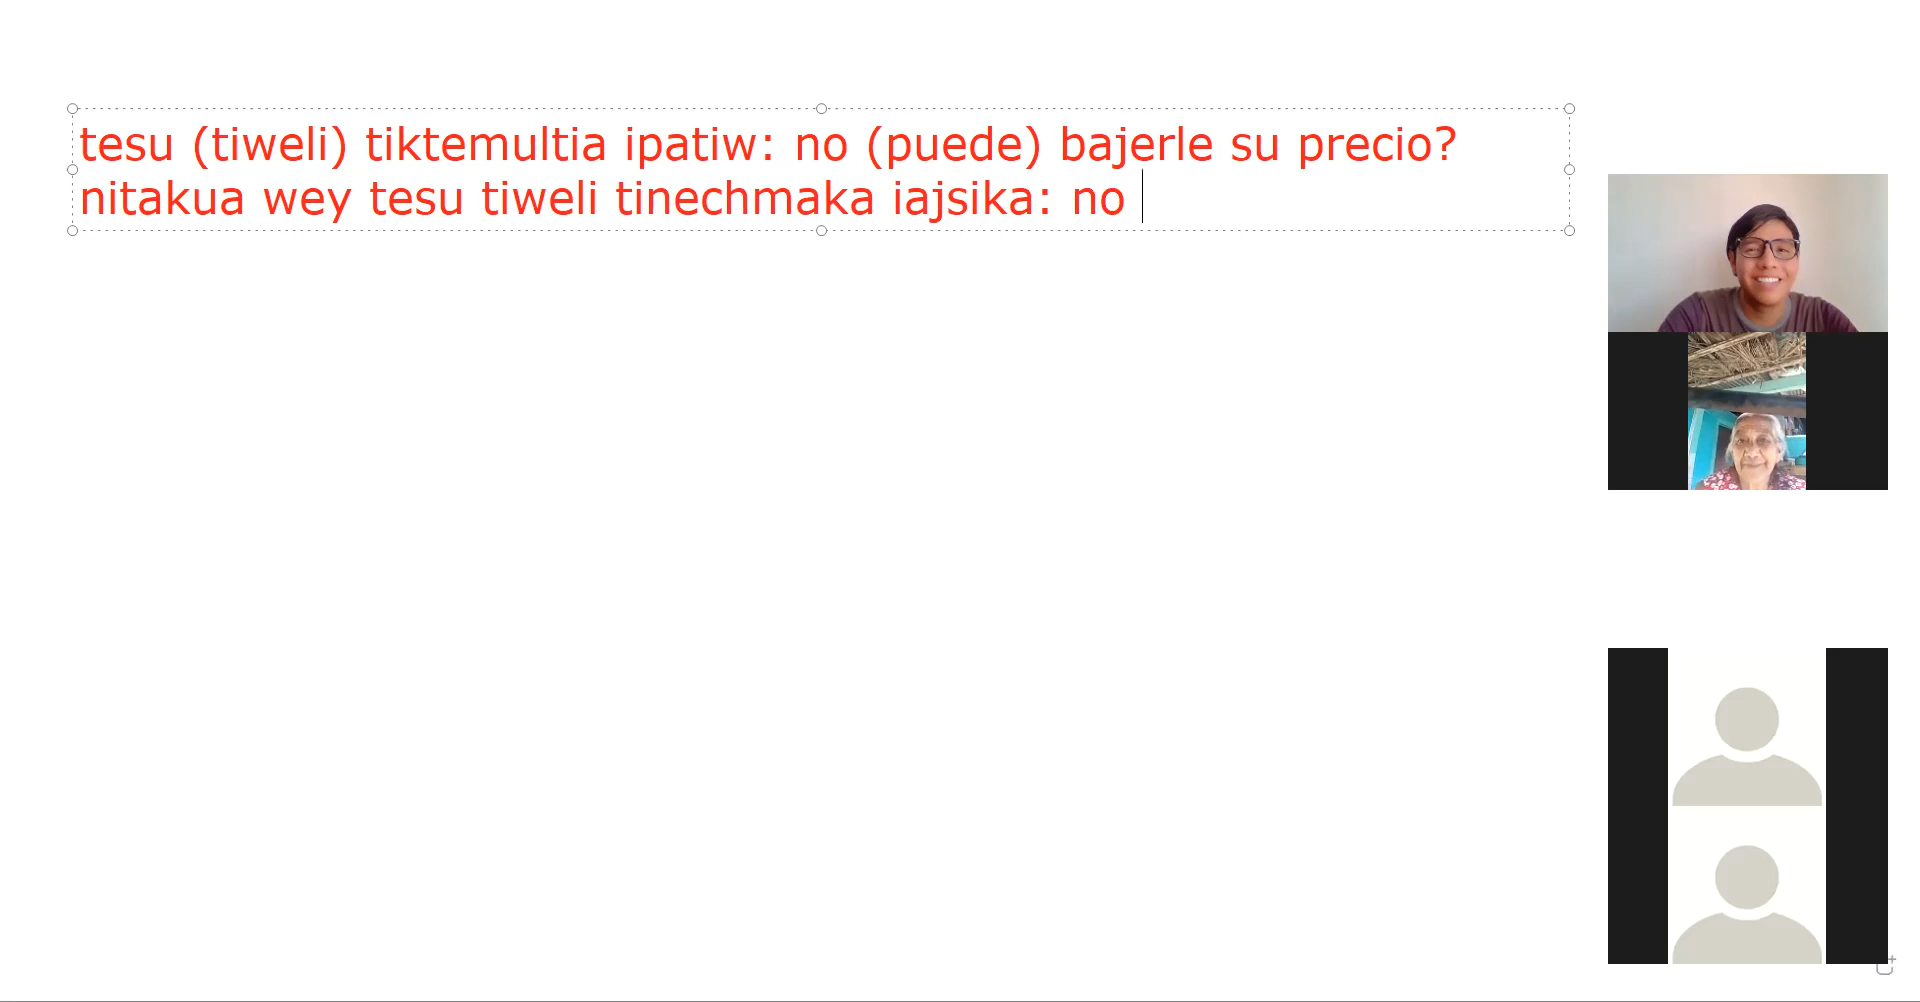 tesu (tiweli) tiktemultia ipatiw: no (puede) bajerle su precio?
nitakua wey tesu tiweli tinechmaka iajsika: no